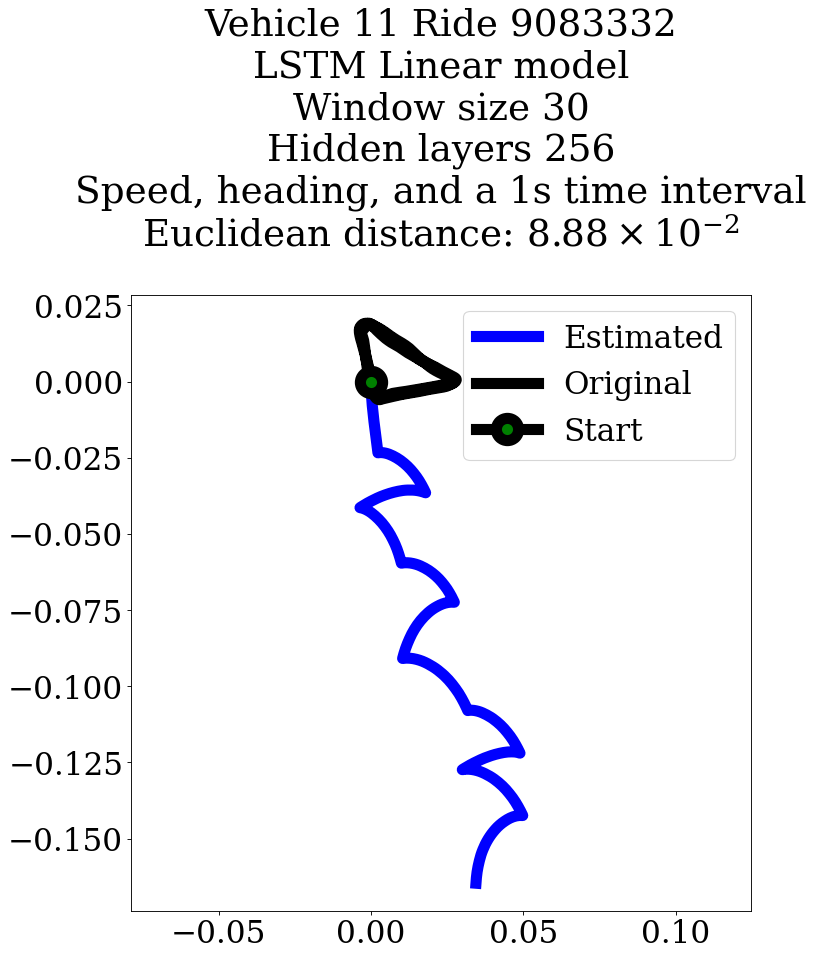 Vehicle 11 Ride 9083332
LSTM Linear model
Window size 30
Hidden layers 256
Speed, heading, and a 1s time interval
Euclidean distance: 8.88 × 10⁻²
0.025
0.000
−0.025
−0.050
−0.075
−0.100
−0.125
−0.150
Estimated
Original
Start
−0.05
0.00
0.05
0.10